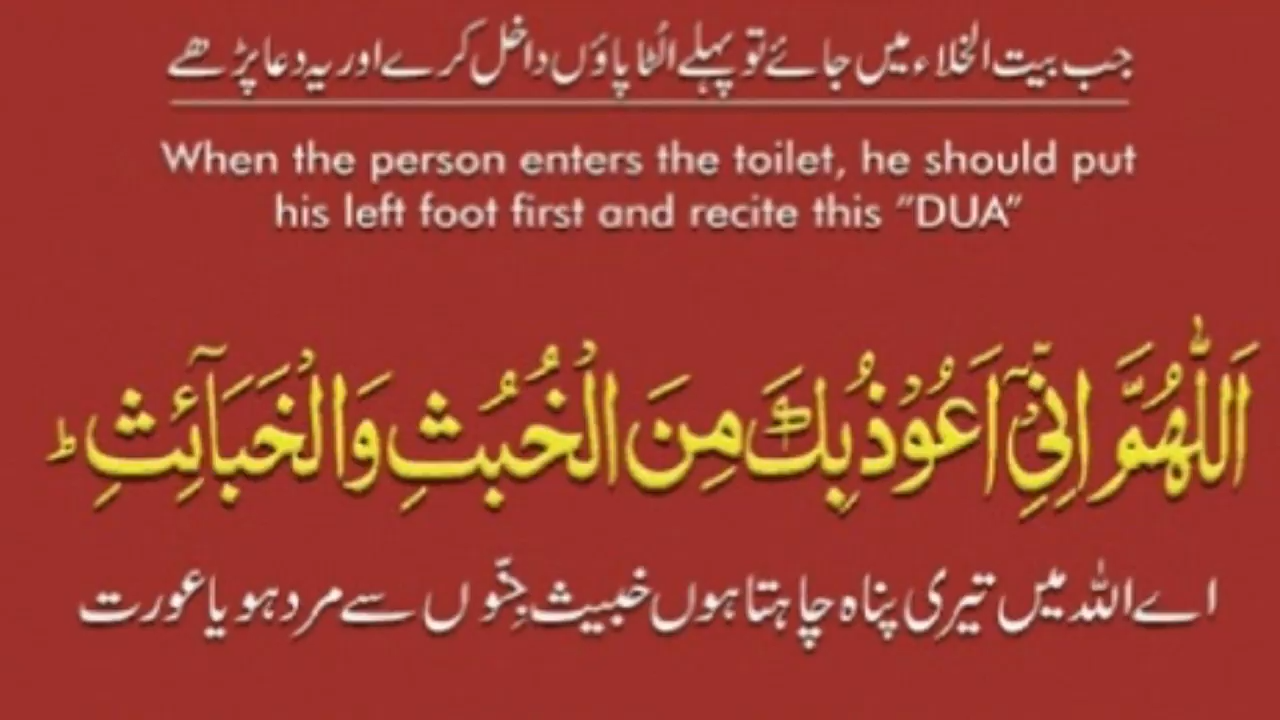 جب بیت الخلاء میں جائے تو پہلے الٹا پاؤں داخل کرے اور یہ دعا پڑھے
When the person enters the toilet, he should put
his left foot first and recite this "DUA"
اَللّٰهُمَّ اِنِّیْۤ اَعُوْذُ بِكَ مِنَ الْخُبُثِ وَالْخَبَآئِثِ ؕ
اے اللہ میں تیری پناہ چاہتا ہوں خبیث جِنّوں سے مرد ہو یا عورت